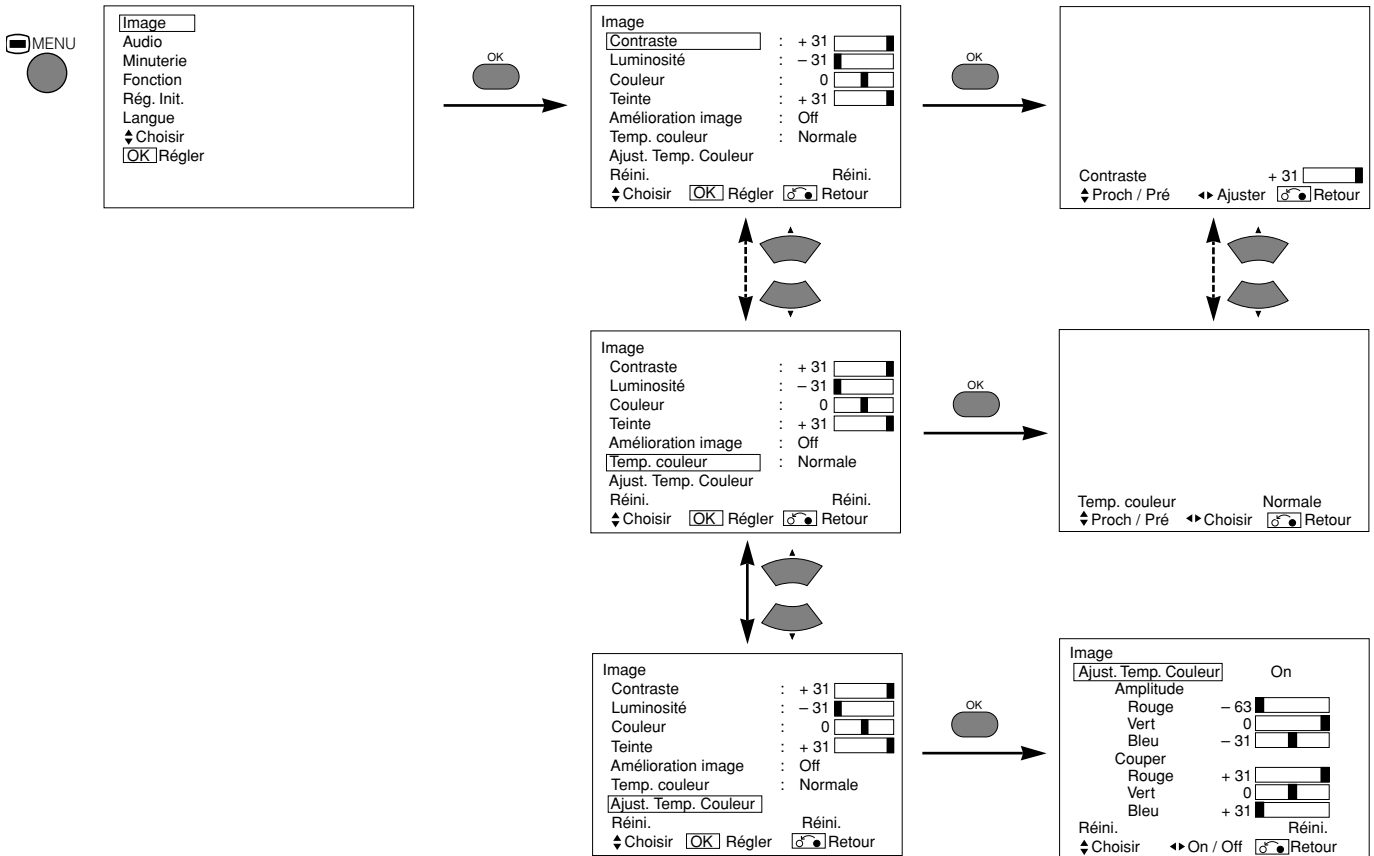 MENU
Image
Audio
Minuterie
Fonction
Rég. Init.
Langue
Choisir
OK Régler
OK
Image
Contraste : + 31
Luminosité : – 31
Couleur : 0
Teinte : + 31
Amélioration image : Off
Temp. couleur : Normale
Ajust. Temp. Couleur
Réini. Réini.
Choisir OK Régler Retour
OK
Contraste + 31
Proch / Pré Ajuster Retour
Image
Contraste : + 31
Luminosité : – 31
Couleur : 0
Teinte : + 31
Amélioration image : Off
Temp. couleur : Normale
Ajust. Temp. Couleur
Réini. Réini.
Choisir OK Régler Retour
OK
Temp. couleur Normale
Proch / Pré Choisir Retour
Image
Contraste : + 31
Luminosité : – 31
Couleur : 0
Teinte : + 31
Amélioration image : Off
Temp. couleur : Normale
Ajust. Temp. Couleur
Réini. Réini.
Choisir OK Régler Retour
OK
Image
Ajust. Temp. Couleur On
Amplitude
Rouge – 63
Vert 0
Bleu – 31
Couper
Rouge + 31
Vert 0
Bleu + 31
Réini. Réini.
Choisir On / Off Retour